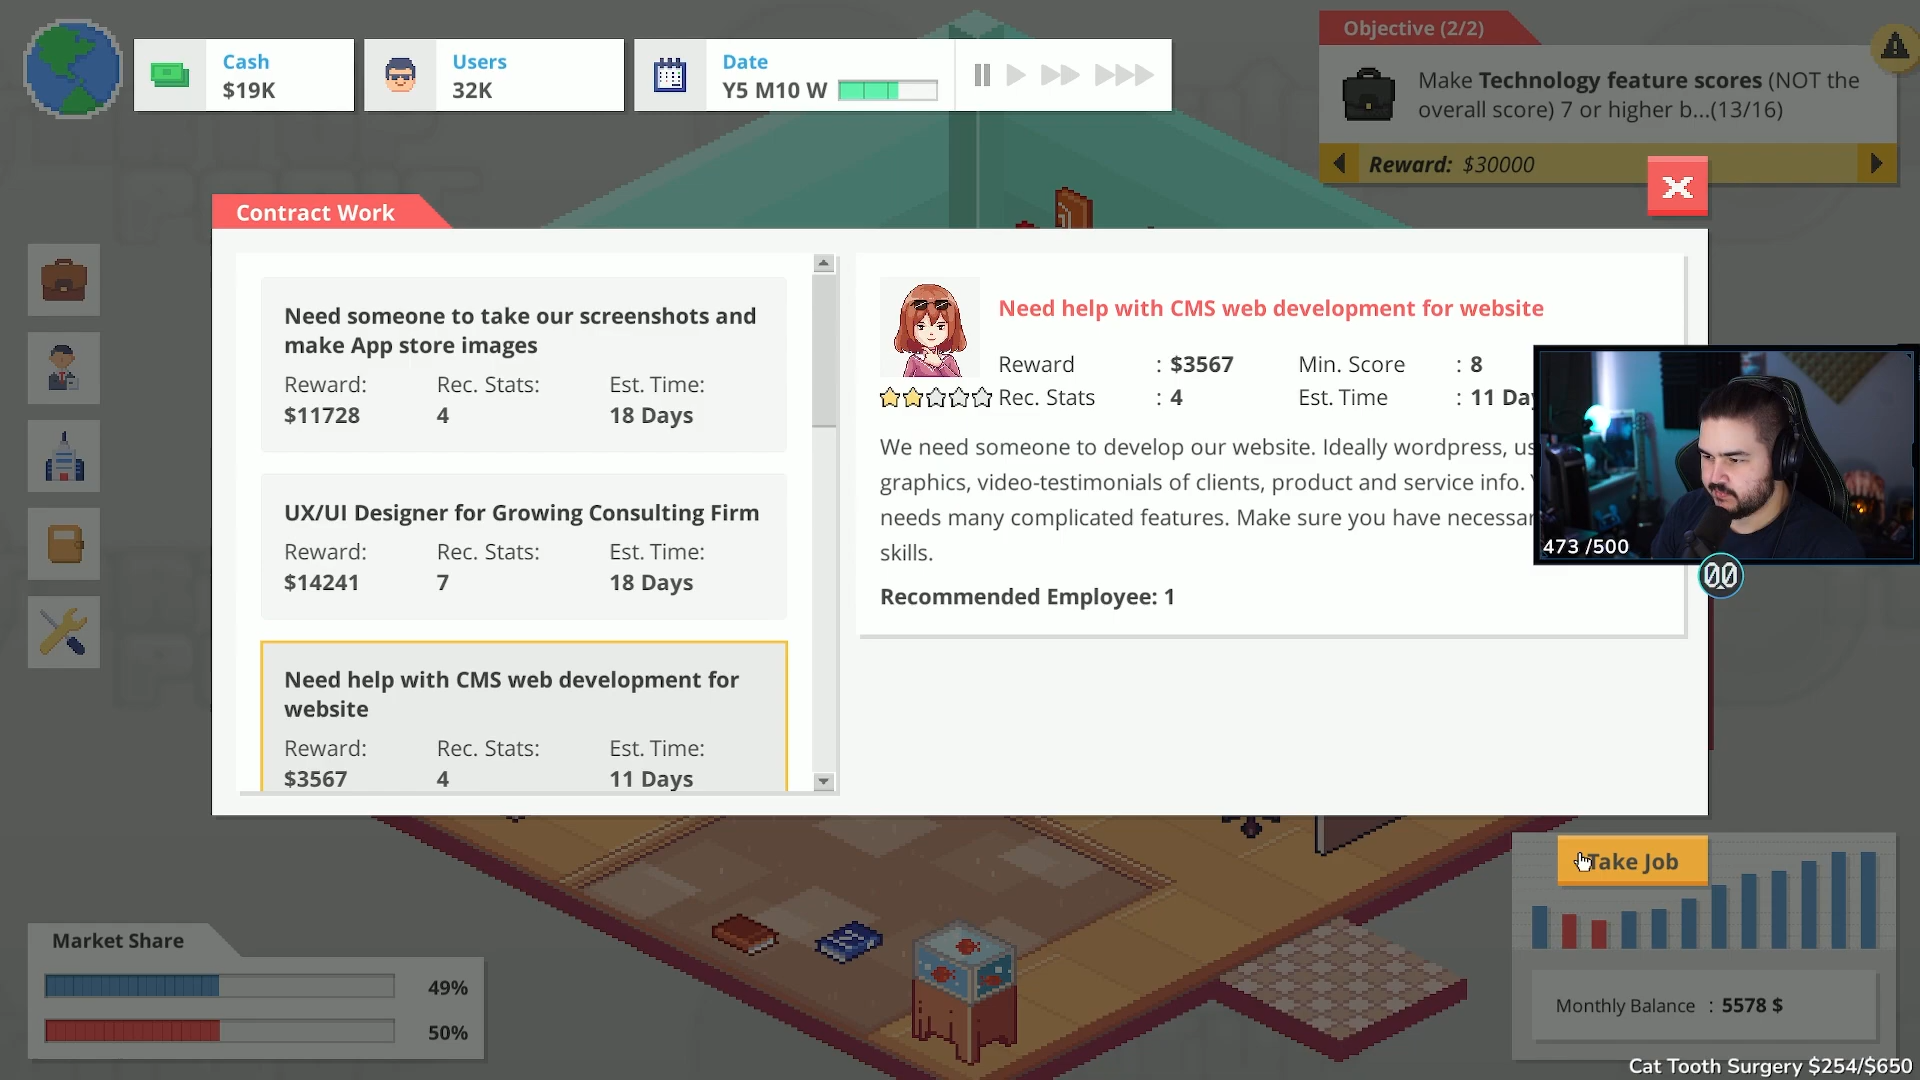 Cash
$19K
Users
32K
Date
Y5 M10 W
Objective (2/2)
Make Technology feature scores (NOT the
overall score) 7 or higher b...(13/16)
Reward: $30000
Contract Work
Need someone to take our screenshots and
make App store images
Reward: Rec. Stats: Est. Time:
$11728 4 18 Days
UX/UI Designer for Growing Consulting Firm
Reward: Rec. Stats: Est. Time:
$14241 7 18 Days
Need help with CMS web development for
website
Reward: Rec. Stats: Est. Time:
$3567 4 11 Days
Need help with CMS web development for website
Reward : $3567 Min. Score : 8
Rec. Stats : 4 Est. Time : 11 Day
We need someone to develop our website. Ideally wordpress, us
graphics, video-testimonials of clients, product and service info.
needs many complicated features. Make sure you have necessar
skills.
Recommended Employee: 1
473 /500
00
Take Job
Market Share
49%
50%
Monthly Balance : 5578 $
Cat Tooth Surgery $254/$650